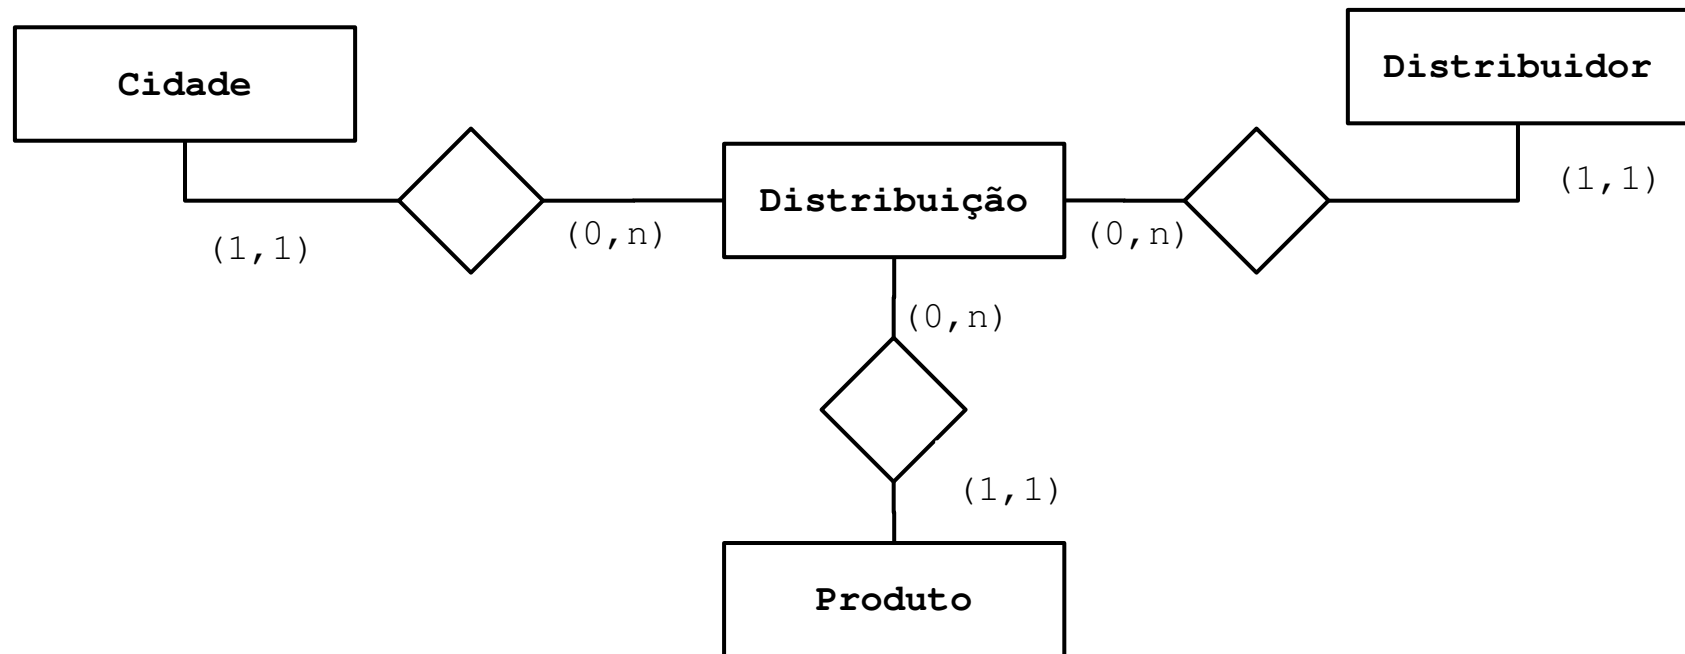 Cidade
Distribuidor
(1,1)
Distribuição
(0,n)
(0,n)
(1,1)
(0,n)
(1,1)
Produto